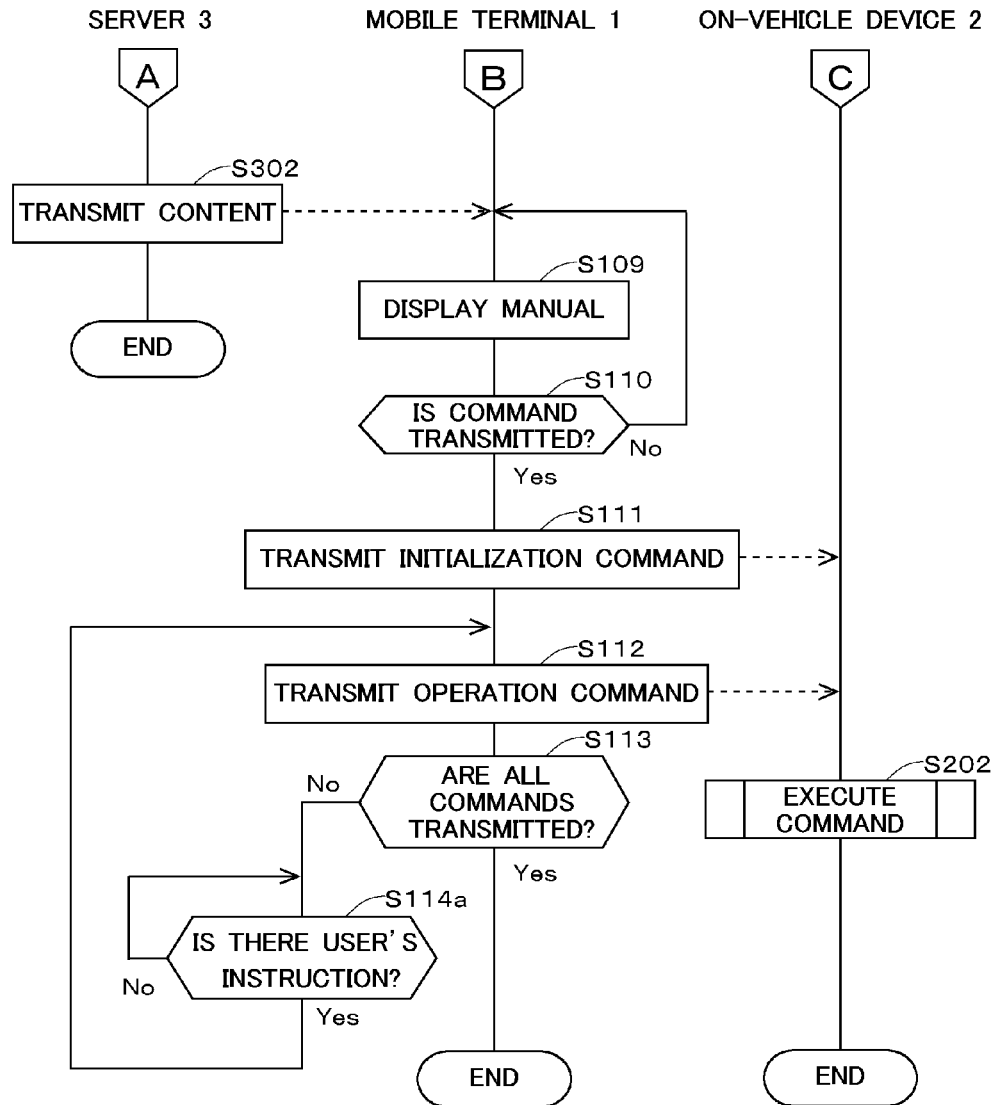 SERVER 3
MOBILE TERMINAL 1
ON-VEHICLE DEVICE 2
A
B
C
S302
TRANSMIT CONTENT
END
S109
DISPLAY MANUAL
S110
IS COMMAND
TRANSMITTED?
No
Yes
S111
TRANSMIT INITIALIZATION COMMAND
S112
TRANSMIT OPERATION COMMAND
S113
ARE ALL
COMMANDS
TRANSMITTED?
No
Yes
S202
EXECUTE
COMMAND
S114a
IS THERE USER'S
INSTRUCTION?
No
Yes
END
END